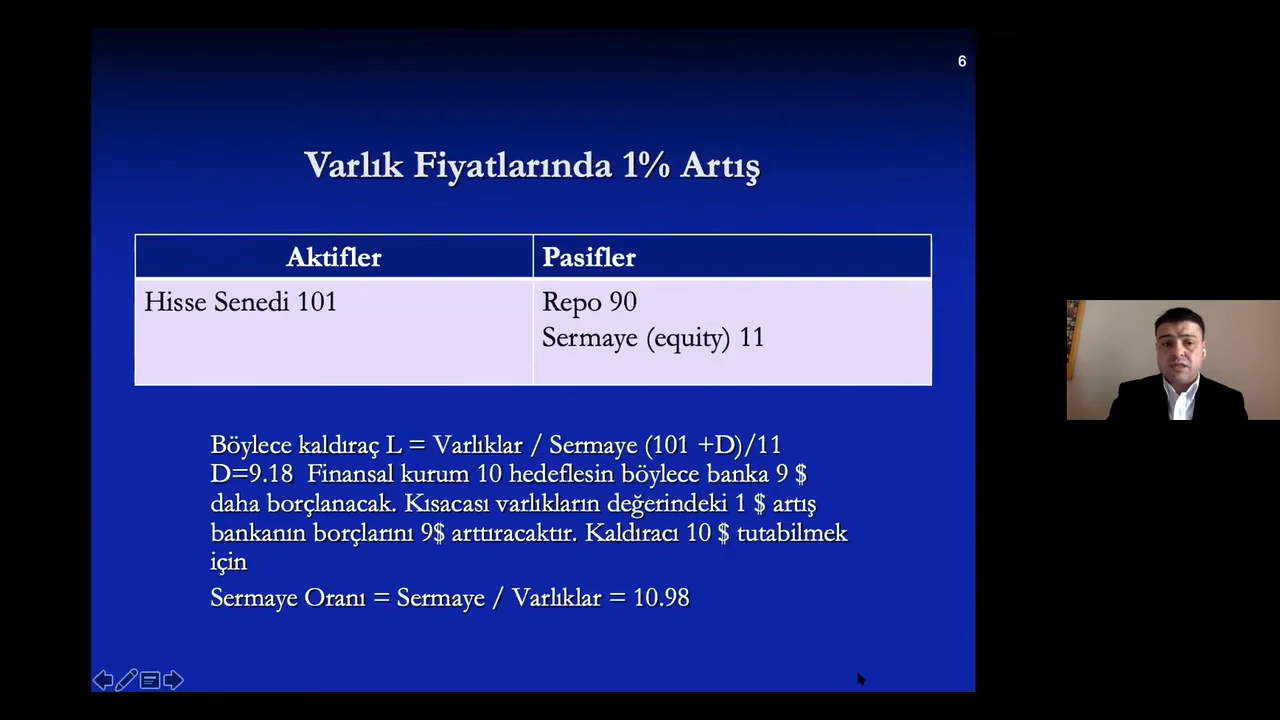 6
Varlık Fiyatlarında 1% Artış
Aktifler
Pasifler
Hisse Senedi 101
Repo 90
Sermaye (equity) 11
Böylece kaldıraç L = Varlıklar / Sermaye (101 +D)/11
D=9.18 Finansal kurum 10 hedeflesin böylece banka 9 $
daha borçlanacak. Kısacası varlıkların değerindeki 1 $ artış
bankanın borçlarını 9$ arttıracaktır. Kaldıracı 10 $ tutabilmek
için
Sermaye Oranı = Sermaye / Varlıklar = 10.98